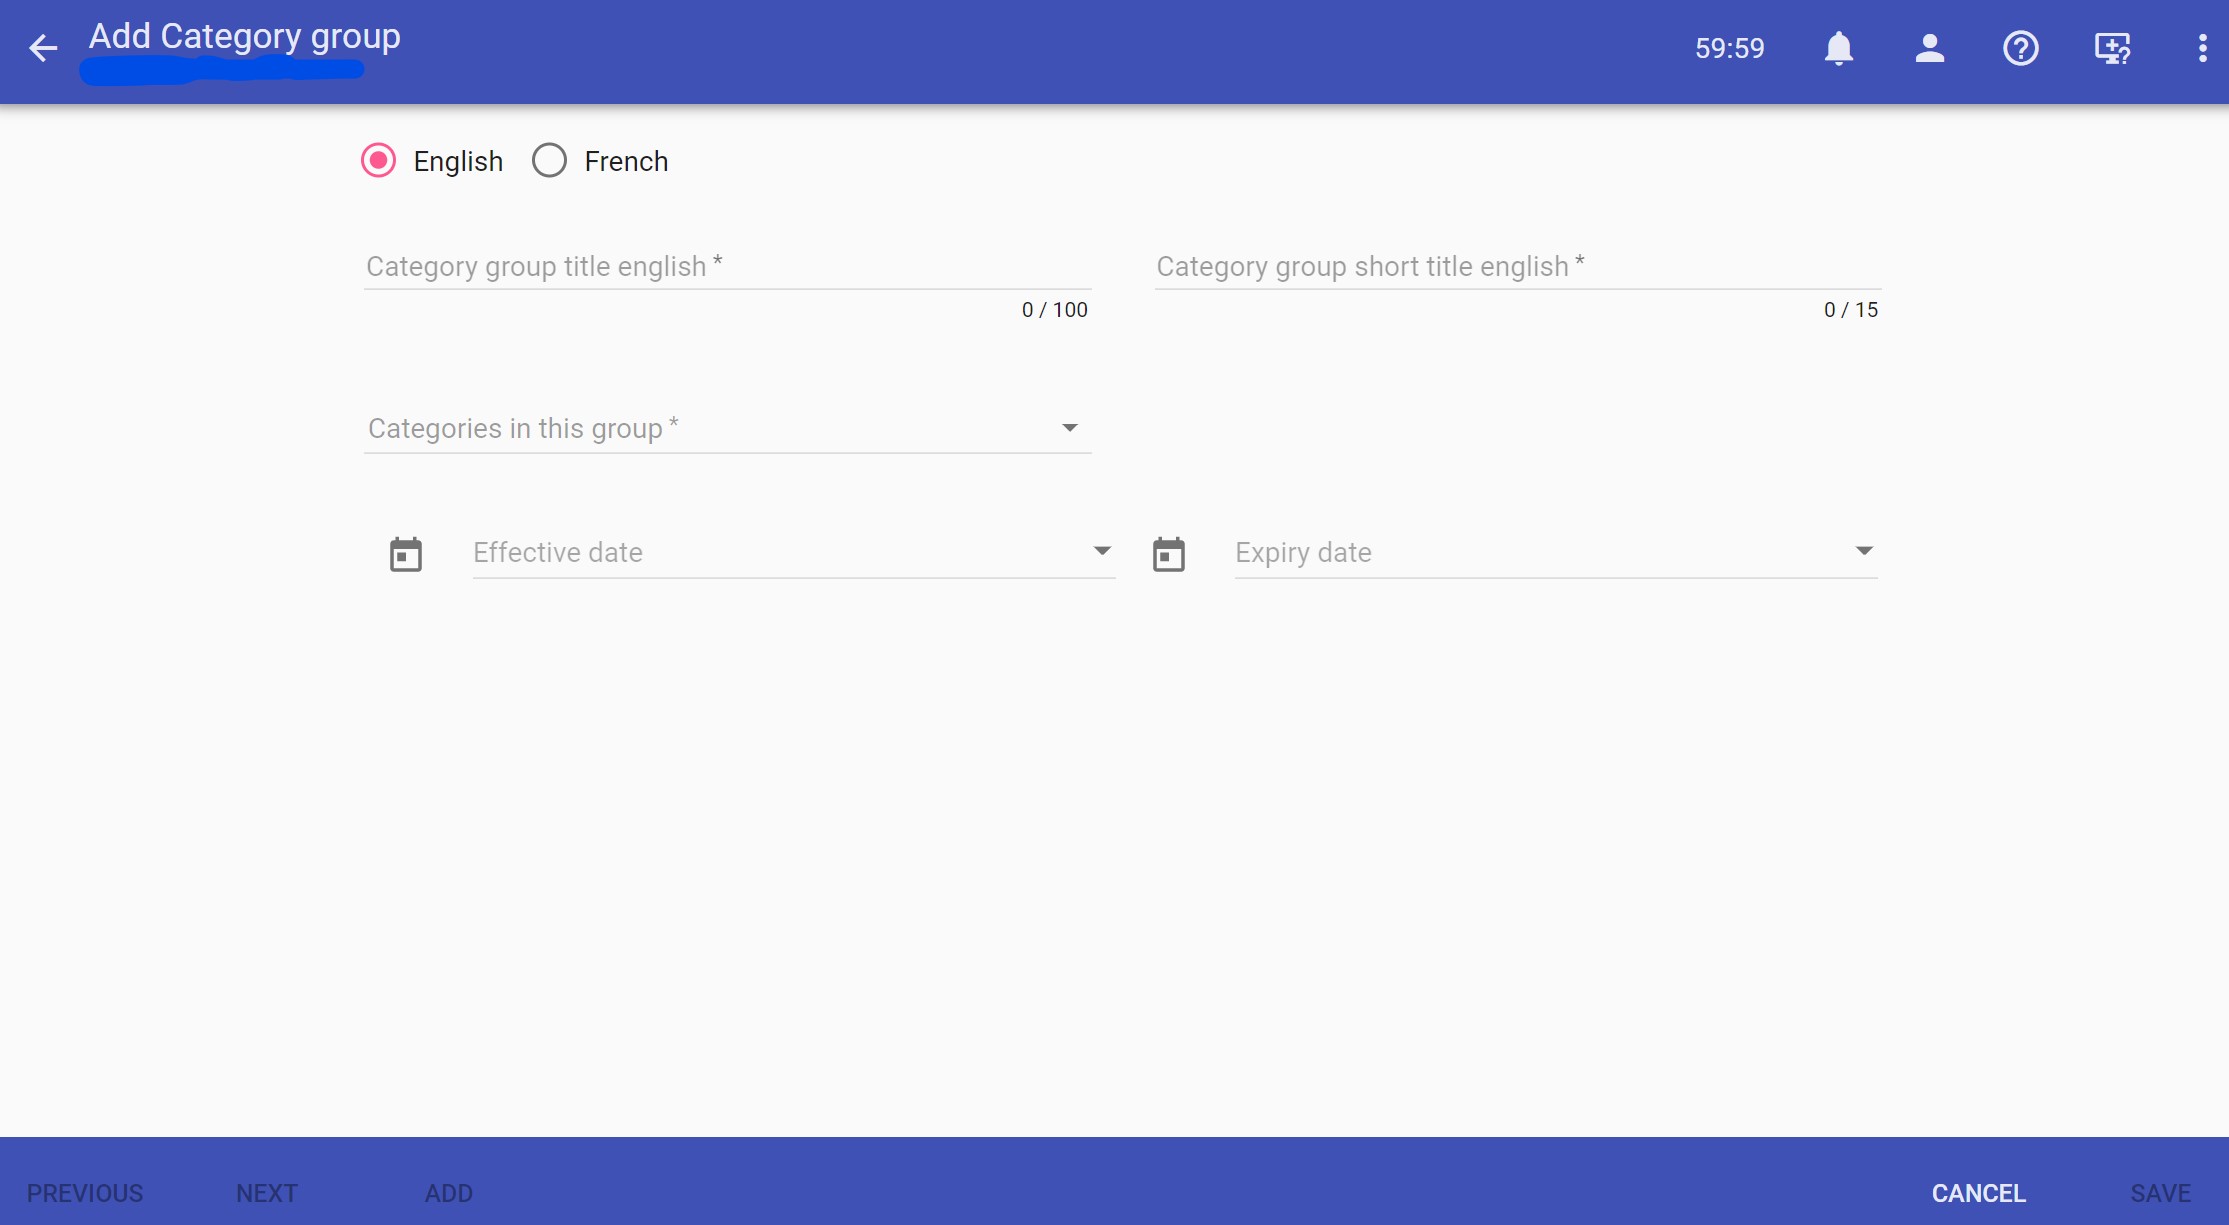 Add Category group
59:59
English
French
Category group title english *
Category group short title english *
0 / 100
0 / 15
Categories in this group *
Effective date
Expiry date
PREVIOUS
NEXT
ADD
CANCEL
SAVE